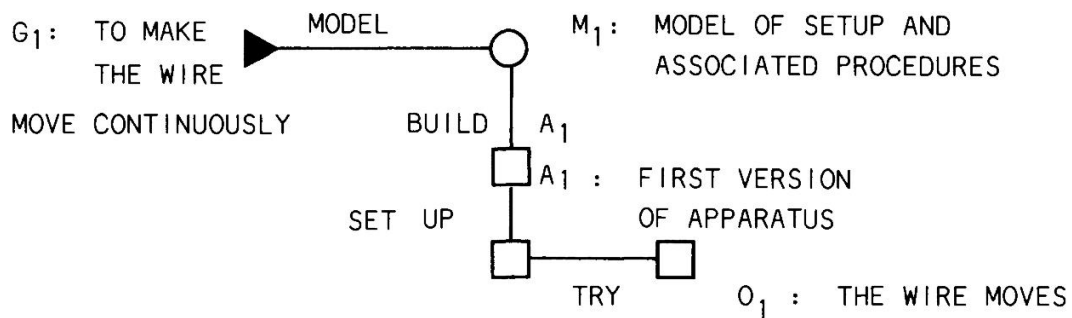 G₁: TO MAKE
THE WIRE
MOVE CONTINUOUSLY
MODEL
M₁: MODEL OF SETUP AND
ASSOCIATED PROCEDURES
BUILD A₁
A₁ : FIRST VERSION
OF APPARATUS
SET UP
TRY
O₁ : THE WIRE MOVES